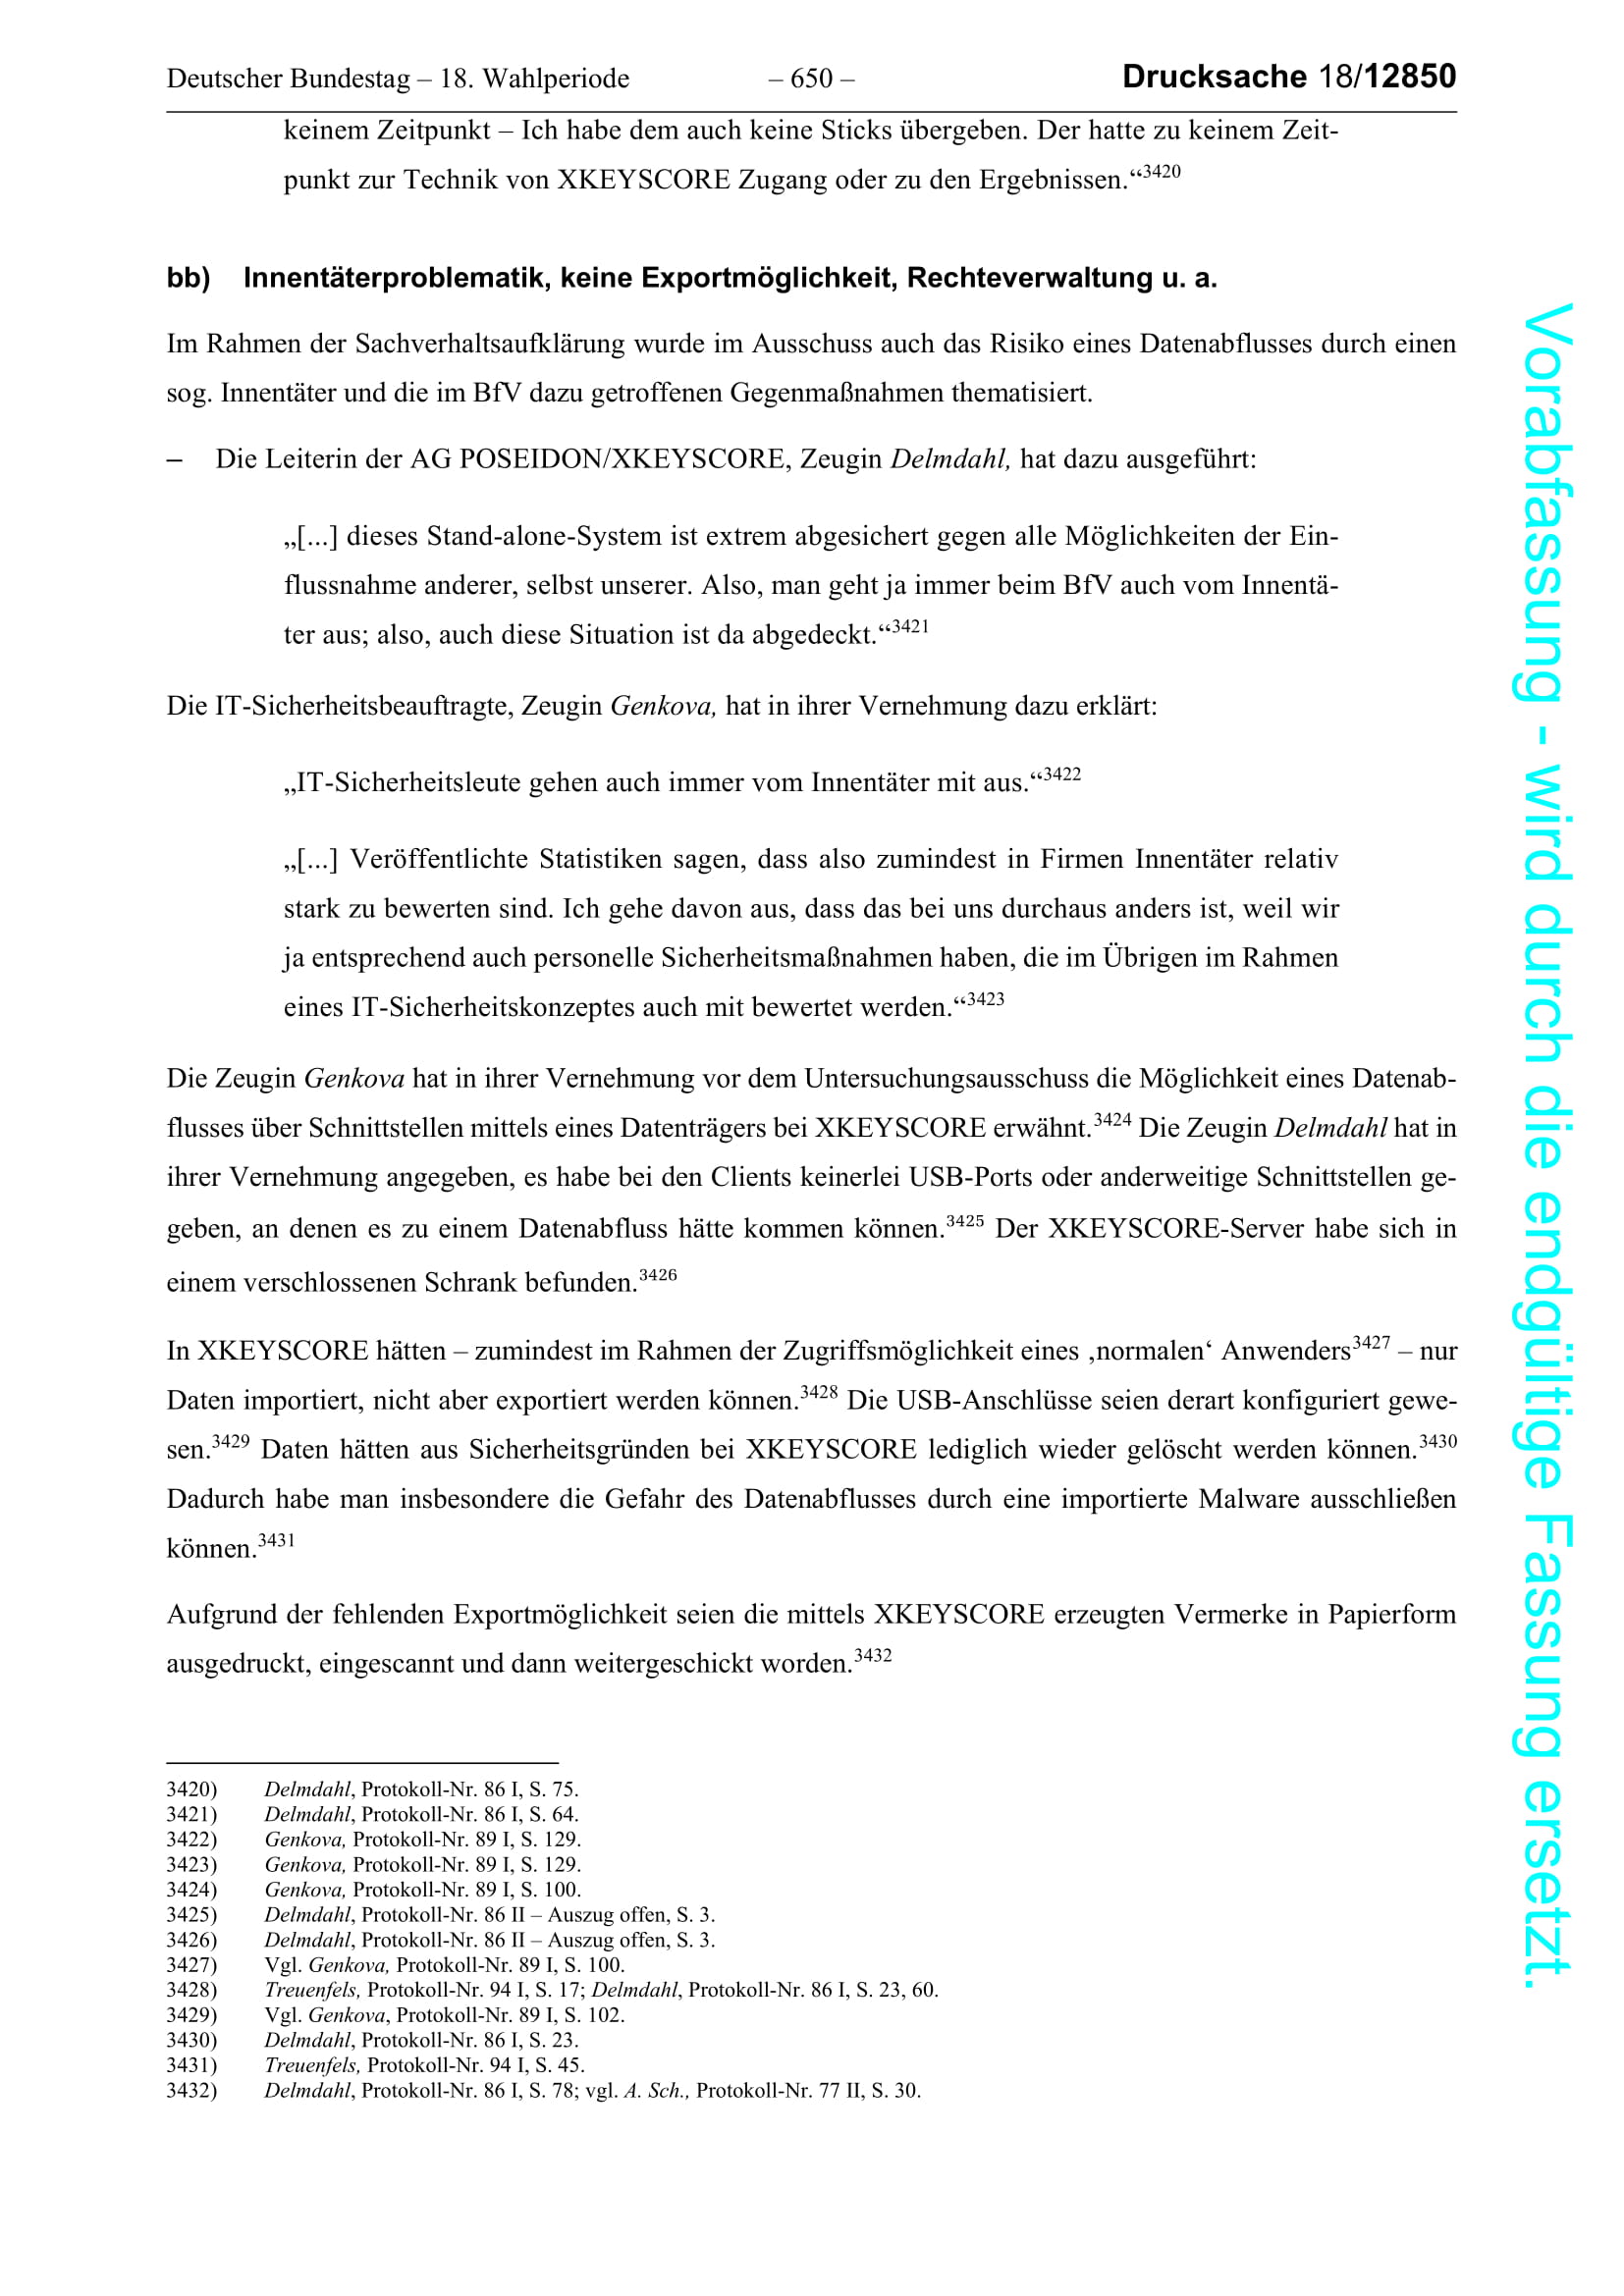 Deutscher Bundestag – 18. Wahlperiode – 650 – Drucksache 18/12850
keinem Zeitpunkt – Ich habe dem auch keine Sticks übergeben. Der hatte zu keinem Zeit-
punkt zur Technik von XKEYSCORE Zugang oder zu den Ergebnissen.“3420
bb) Innentäterproblematik, keine Exportmöglichkeit, Rechteverwaltung u. a.
Im Rahmen der Sachverhaltsaufklärung wurde im Ausschuss auch das Risiko eines Datenabflusses durch einen
sog. Innentäter und die im BfV dazu getroffenen Gegenmaßnahmen thematisiert.
– Die Leiterin der AG POSEIDON/XKEYSCORE, Zeugin Delmdahl, hat dazu ausgeführt:
„[...] dieses Stand-alone-System ist extrem abgesichert gegen alle Möglichkeiten der Ein-
flussnahme anderer, selbst unserer. Also, man geht ja immer beim BfV auch vom Innentä-
ter aus; also, auch diese Situation ist da abgedeckt.“3421
Die IT-Sicherheitsbeauftragte, Zeugin Genkova, hat in ihrer Vernehmung dazu erklärt:
„IT-Sicherheitsleute gehen auch immer vom Innentäter mit aus.“3422
„[...] Veröffentlichte Statistiken sagen, dass also zumindest in Firmen Innentäter relativ
stark zu bewerten sind. Ich gehe davon aus, dass das bei uns durchaus anders ist, weil wir
ja entsprechend auch personelle Sicherheitsmaßnahmen haben, die im Übrigen im Rahmen
eines IT-Sicherheitskonzeptes auch mit bewertet werden.“3423
Die Zeugin Genkova hat in ihrer Vernehmung vor dem Untersuchungsausschuss die Möglichkeit eines Datenab-
flusses über Schnittstellen mittels eines Datenträgers bei XKEYSCORE erwähnt.3424 Die Zeugin Delmdahl hat in
ihrer Vernehmung angegeben, es habe bei den Clients keinerlei USB-Ports oder anderweitige Schnittstellen ge-
geben, an denen es zu einem Datenabfluss hätte kommen können.3425 Der XKEYSCORE-Server habe sich in
einem verschlossenen Schrank befunden.3426
In XKEYSCORE hätten – zumindest im Rahmen der Zugriffsmöglichkeit eines ‚normalen‘ Anwenders3427 – nur
Daten importiert, nicht aber exportiert werden können.3428 Die USB-Anschlüsse seien derart konfiguriert gewe-
sen.3429 Daten hätten aus Sicherheitsgründen bei XKEYSCORE lediglich wieder gelöscht werden können.3430
Dadurch habe man insbesondere die Gefahr des Datenabflusses durch eine importierte Malware ausschließen
können.3431
Aufgrund der fehlenden Exportmöglichkeit seien die mittels XKEYSCORE erzeugten Vermerke in Papierform
ausgedruckt, eingescannt und dann weitergeschickt worden.3432
3420) Delmdahl, Protokoll-Nr. 86 I, S. 75.
3421) Delmdahl, Protokoll-Nr. 86 I, S. 64.
3422) Genkova, Protokoll-Nr. 89 I, S. 129.
3423) Genkova, Protokoll-Nr. 89 I, S. 129.
3424) Genkova, Protokoll-Nr. 89 I, S. 100.
3425) Delmdahl, Protokoll-Nr. 86 II – Auszug offen, S. 3.
3426) Delmdahl, Protokoll-Nr. 86 II – Auszug offen, S. 3.
3427) Vgl. Genkova, Protokoll-Nr. 89 I, S. 100.
3428) Treuenfels, Protokoll-Nr. 94 I, S. 17; Delmdahl, Protokoll-Nr. 86 I, S. 23, 60.
3429) Vgl. Genkova, Protokoll-Nr. 89 I, S. 102.
3430) Delmdahl, Protokoll-Nr. 86 I, S. 23.
3431) Treuenfels, Protokoll-Nr. 94 I, S. 45.
3432) Delmdahl, Protokoll-Nr. 86 I, S. 78; vgl. A. Sch., Protokoll-Nr. 77 II, S. 30.
Vorabfassung - wird durch die endgültige Fassung ersetzt.